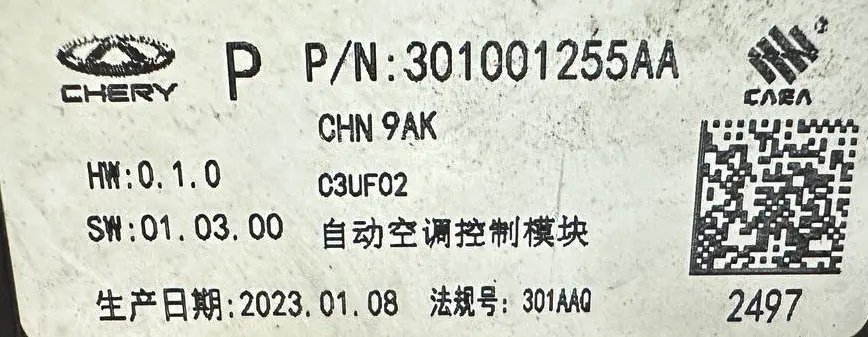 CHERY P P/N:301001255AA CAEA
CHN 9AK
HW:0.1.0 C3UF02
SW:01.03.00 自动空调控制模块
生产日期:2023.01.08 法规号: 301AAQ 2497